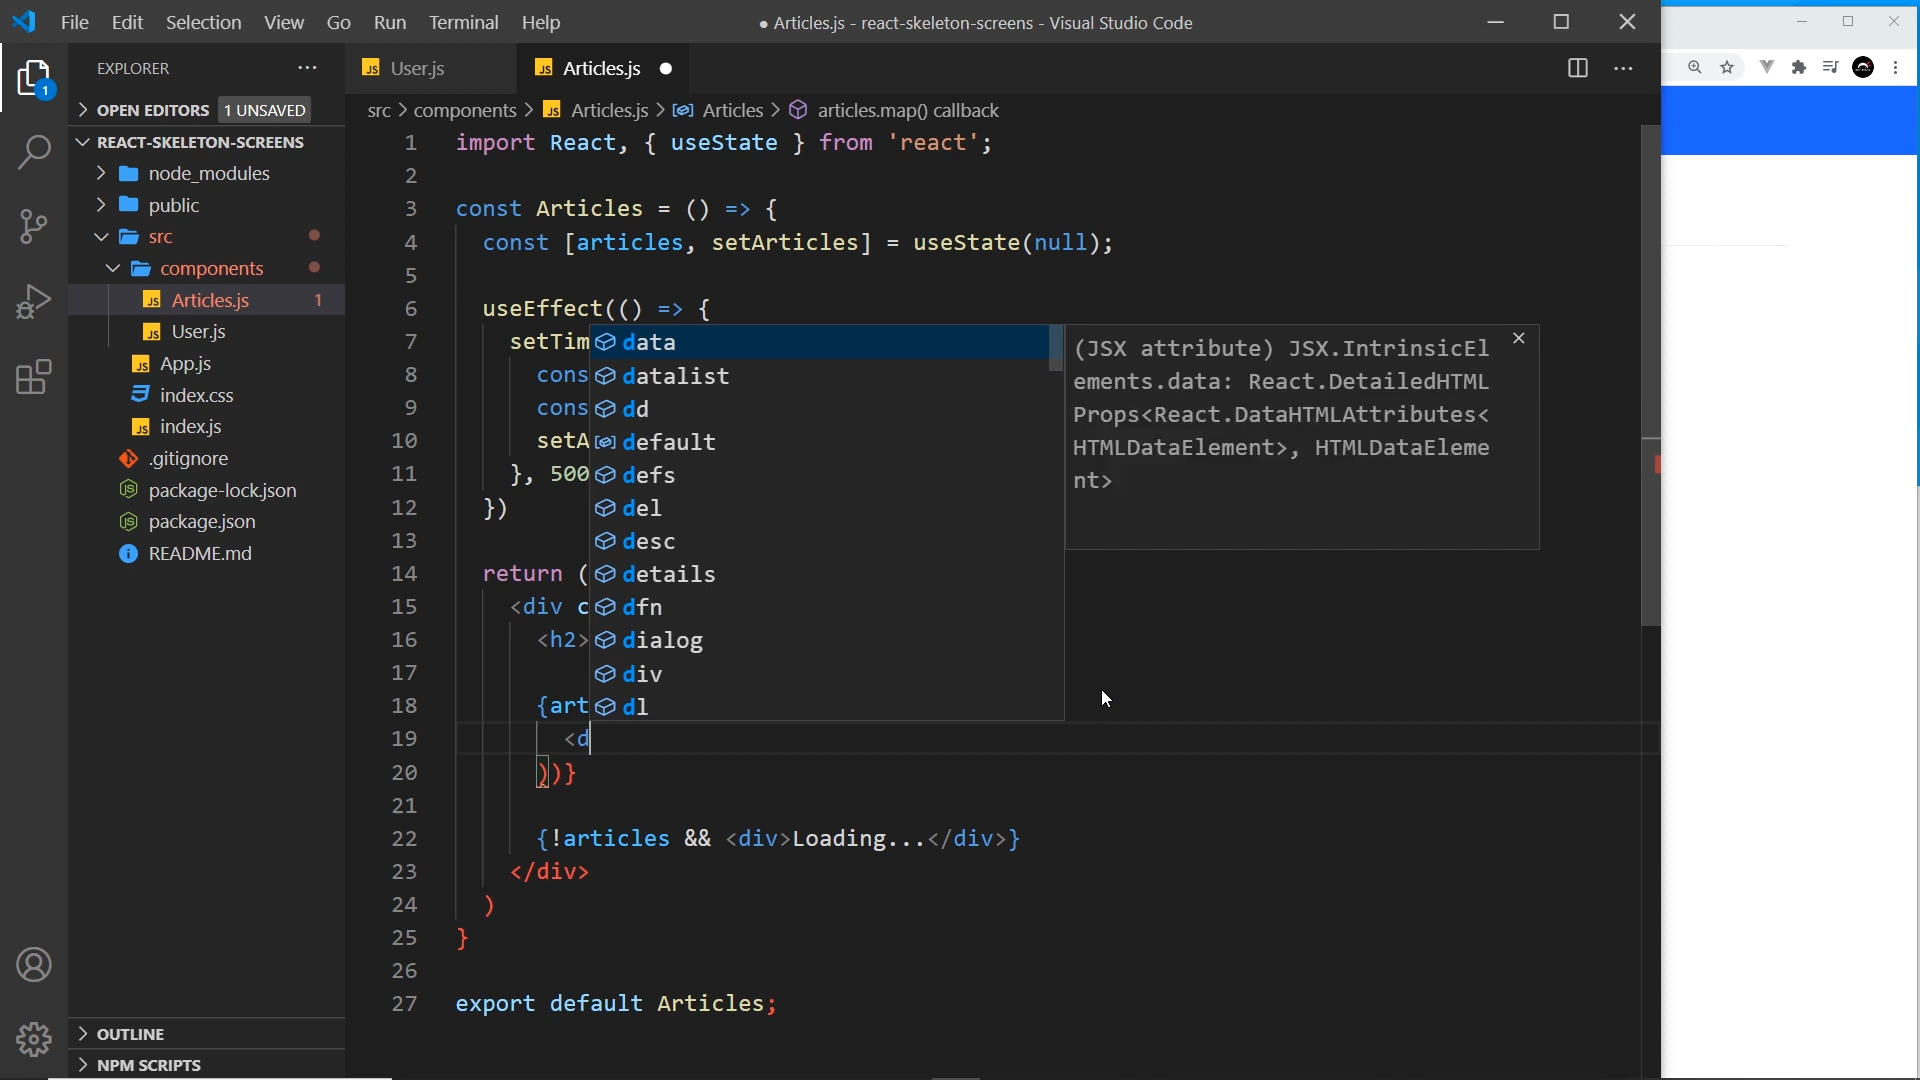 File Edit Selection View Go Run Terminal Help
● Articles.js - react-skeleton-screens - Visual Studio Code
EXPLORER
User.js
Articles.js
OPEN EDITORS 1 UNSAVED
src > components > Articles.js > Articles > articles.map() callback
REACT-SKELETON-SCREENS
node_modules
public
src
components
Articles.js 1
User.js
App.js
index.css
index.js
.gitignore
package-lock.json
package.json
README.md
OUTLINE
NPM SCRIPTS
1
1 import React, { useState } from 'react';
2
3 const Articles = () => {
4 const [articles, setArticles] = useState(null);
5
6 useEffect(() => {
7 setTim
8 cons
9 cons
10 setA
11 }, 500
12 })
13
14 return (
15 <div c
16 <h2>
17
18 {art
19 <d
20 ))}
21
22 {!articles && <div>Loading...</div>}
23 </div>
24 )
25 }
26
27 export default Articles;
data
datalist
dd
default
defs
del
desc
details
dfn
dialog
div
dl
(JSX attribute) JSX.IntrinsicEl
ements.data: React.DetailedHTML
Props<React.DataHTMLAttributes<
HTMLDataElement>, HTMLDataEleme
nt>